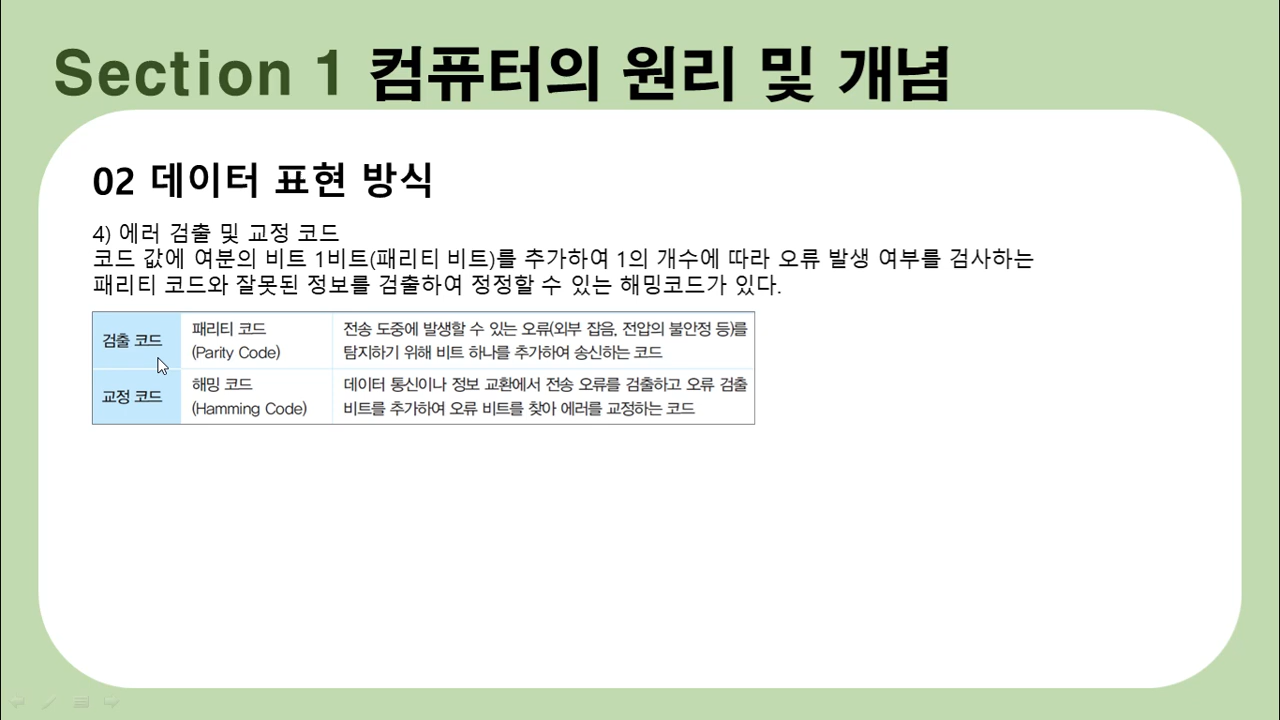 Section 1 컴퓨터의 원리 및 개념
02 데이터 표현 방식
4) 에러 검출 및 교정 코드
코드 값에 여분의 비트 1비트(패리티 비트)를 추가하여 1의 개수에 따라 오류 발생 여부를 검사하는
패리티 코드와 잘못된 정보를 검출하여 정정할 수 있는 해밍코드가 있다.
검출 코드
패리티 코드
(Parity Code)
전송 도중에 발생할 수 있는 오류(외부 잡음, 전압의 불안정 등)를
탐지하기 위해 비트 하나를 추가하여 송신하는 코드
교정 코드
해밍 코드
(Hamming Code)
데이터 통신이나 정보 교환에서 전송 오류를 검출하고 오류 검출
비트를 추가하여 오류 비트를 찾아 에러를 교정하는 코드